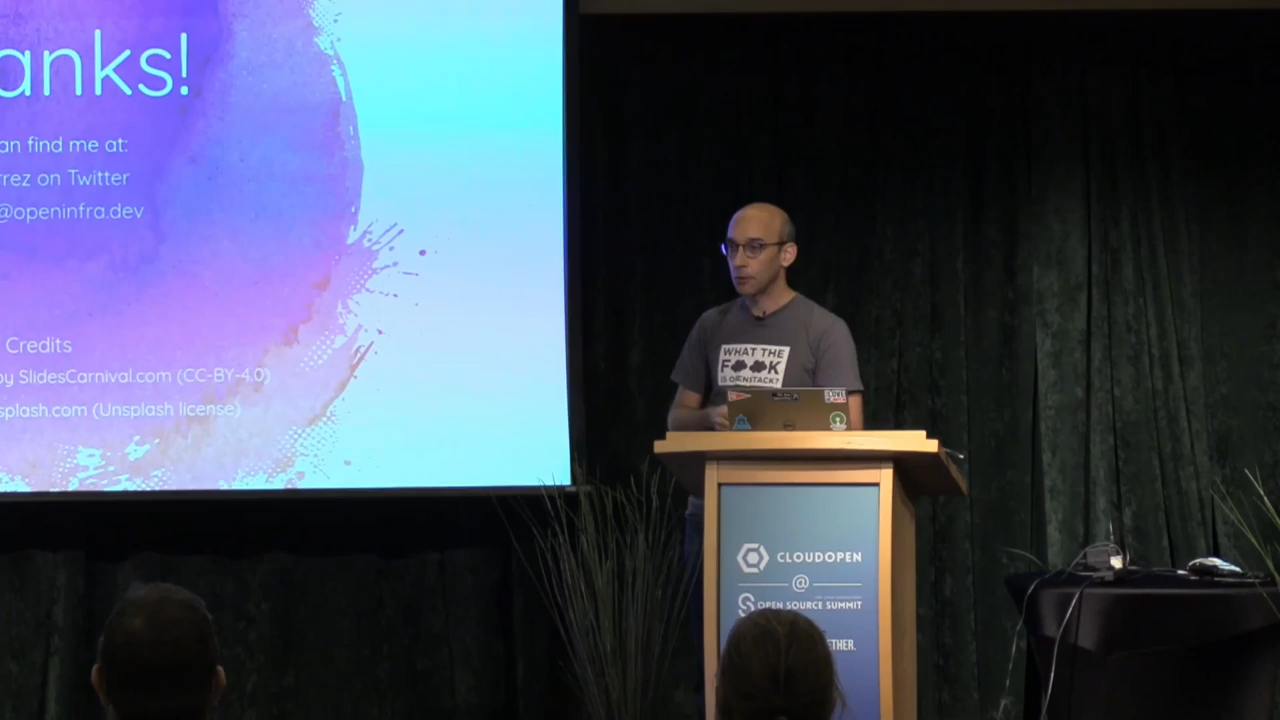 anks!
an find me at:
rrez on Twitter
@openinfra.dev
Credits
by SlidesCarnival.com (CC-BY-4.0)
splash.com (Unsplash license)
WHAT THE
F**K
IS OPENSTACK?
CLOUDOPEN
@
OPEN SOURCE SUMMIT
ETHER.